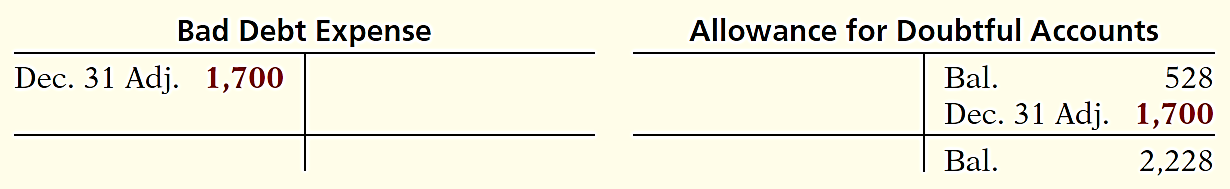 Bad Debt Expense
Dec. 31 Adj. 1,700
Allowance for Doubtful Accounts
Bal. 528
Dec. 31 Adj. 1,700
Bal. 2,228